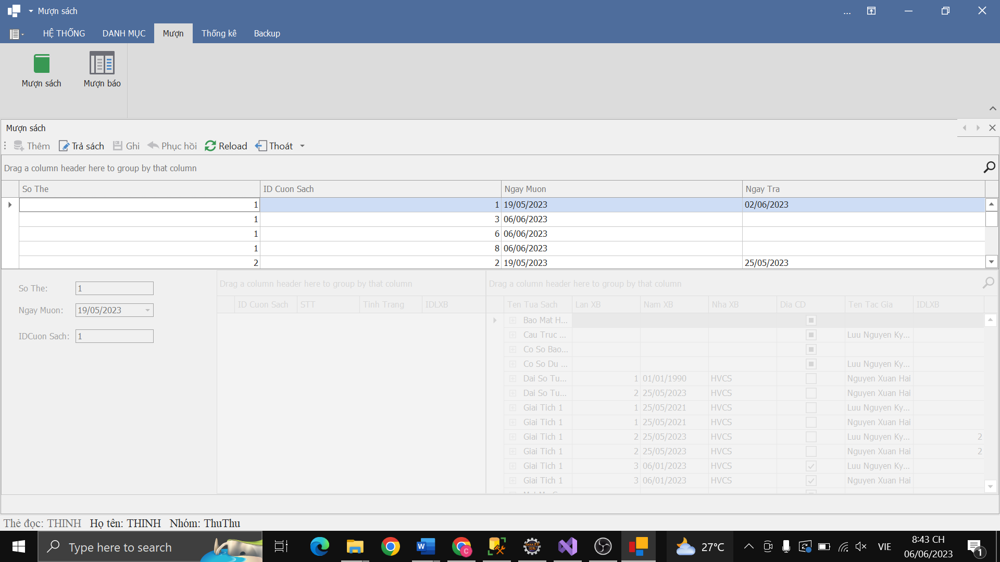 Mượn sách ...
HỆ THỐNG DANH MỤC Mượn Thống kê Backup
Mượn sách Mượn báo
Mượn sách
Thêm Trả sách Ghi Phục hồi Reload Thoát
Drag a column header here to group by that column
So The ID Cuon Sach Ngay Muon Ngay Tra
1 1 19/05/2023 02/06/2023
1 3 06/06/2023
1 6 06/06/2023
1 8 06/06/2023
2 2 19/05/2023 25/05/2023
So The: 1
Ngay Muon: 19/05/2023
IDCuon Sach: 1
Drag a column header here to group by that column
ID Cuon Sach STT Tinh Trang IDLXB
Drag a column header here to group by that column
Ten Tua Sach Lan XB Nam XB Nha XB Dia CD Ten Tac Gia IDLXB
Bao Mat H...
Cau Truc ... Luu Nguyen Ky...
Co So Bao...
Co So Du ... Luu Nguyen Ky...
Dai So Tu... 1 01/01/1990 HVCS Nguyen Xuan Hai
Dai So Tu... 2 25/05/2023 HVCS Nguyen Xuan Hai
Giai Tich 1 1 25/05/2021 HVCS Luu Nguyen Ky...
Giai Tich 1 1 25/05/2021 HVCS Nguyen Xuan Hai
Giai Tich 1 2 25/05/2023 HVCS Luu Nguyen Ky... 2
Giai Tich 1 2 25/05/2023 HVCS Nguyen Xuan Hai 2
Giai Tich 1 3 06/01/2023 HVCS Luu Nguyen Ky...
Giai Tich 1 3 06/01/2023 HVCS Nguyen Xuan Hai
Thẻ đọc: THINH Họ tên: THINH Nhóm: ThuThu
Type here to search
27°C
VIE
8:43 CH
06/06/2023
1